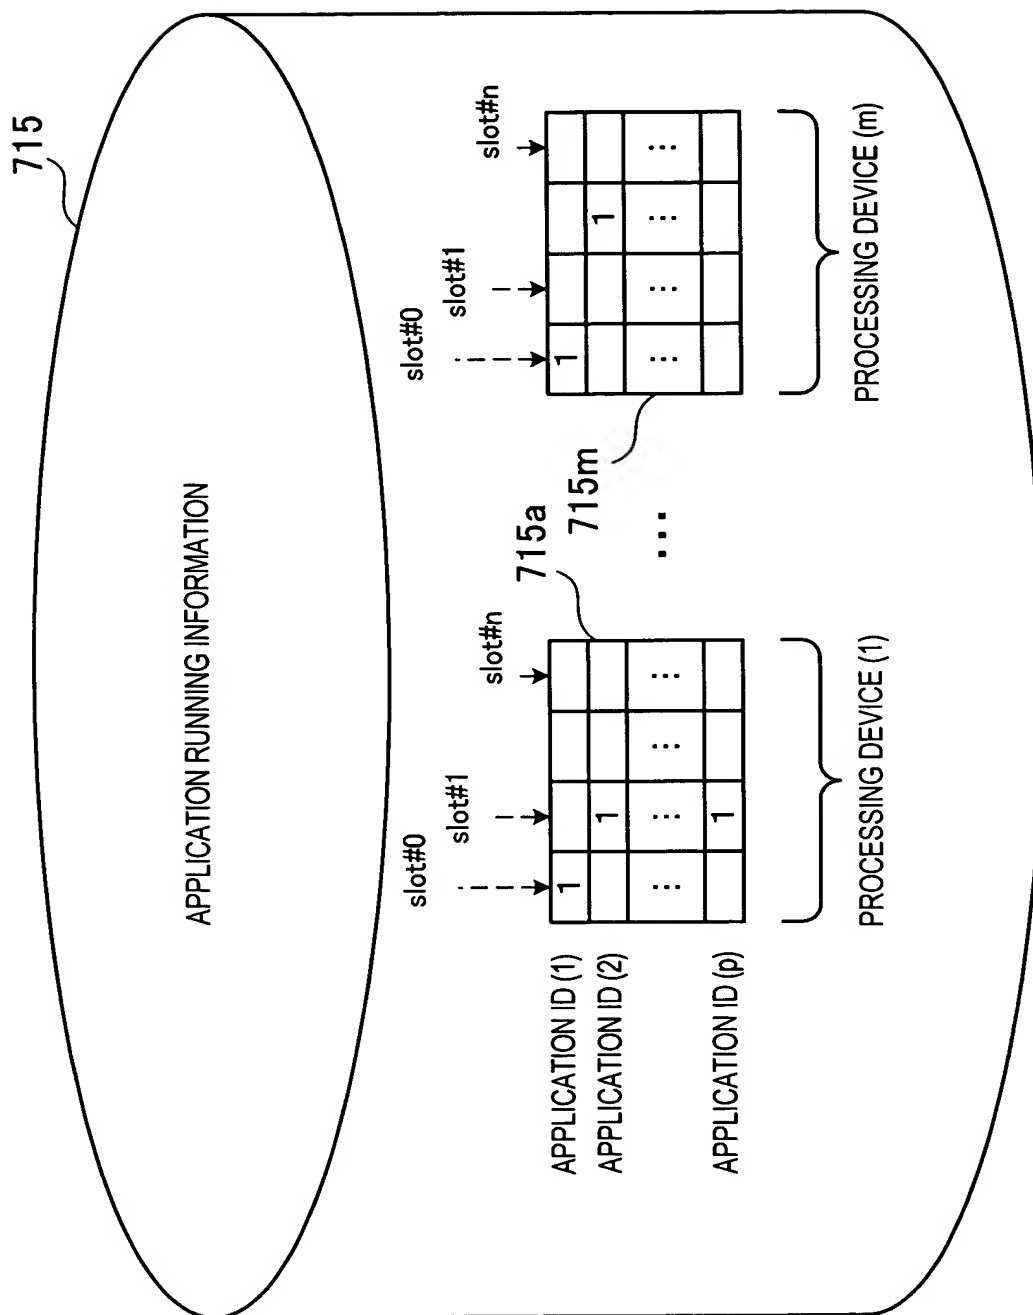 715
APPLICATION RUNNING INFORMATION
slot#0
slot#1
slot#n
slot#0
slot#1
slot#n
715a
715m
...
APPLICATION ID (1)
1
1
APPLICATION ID (2)
1
1
... ... ... ...
... ... ... ...
APPLICATION ID (p)
1
PROCESSING DEVICE (1)
PROCESSING DEVICE (m)